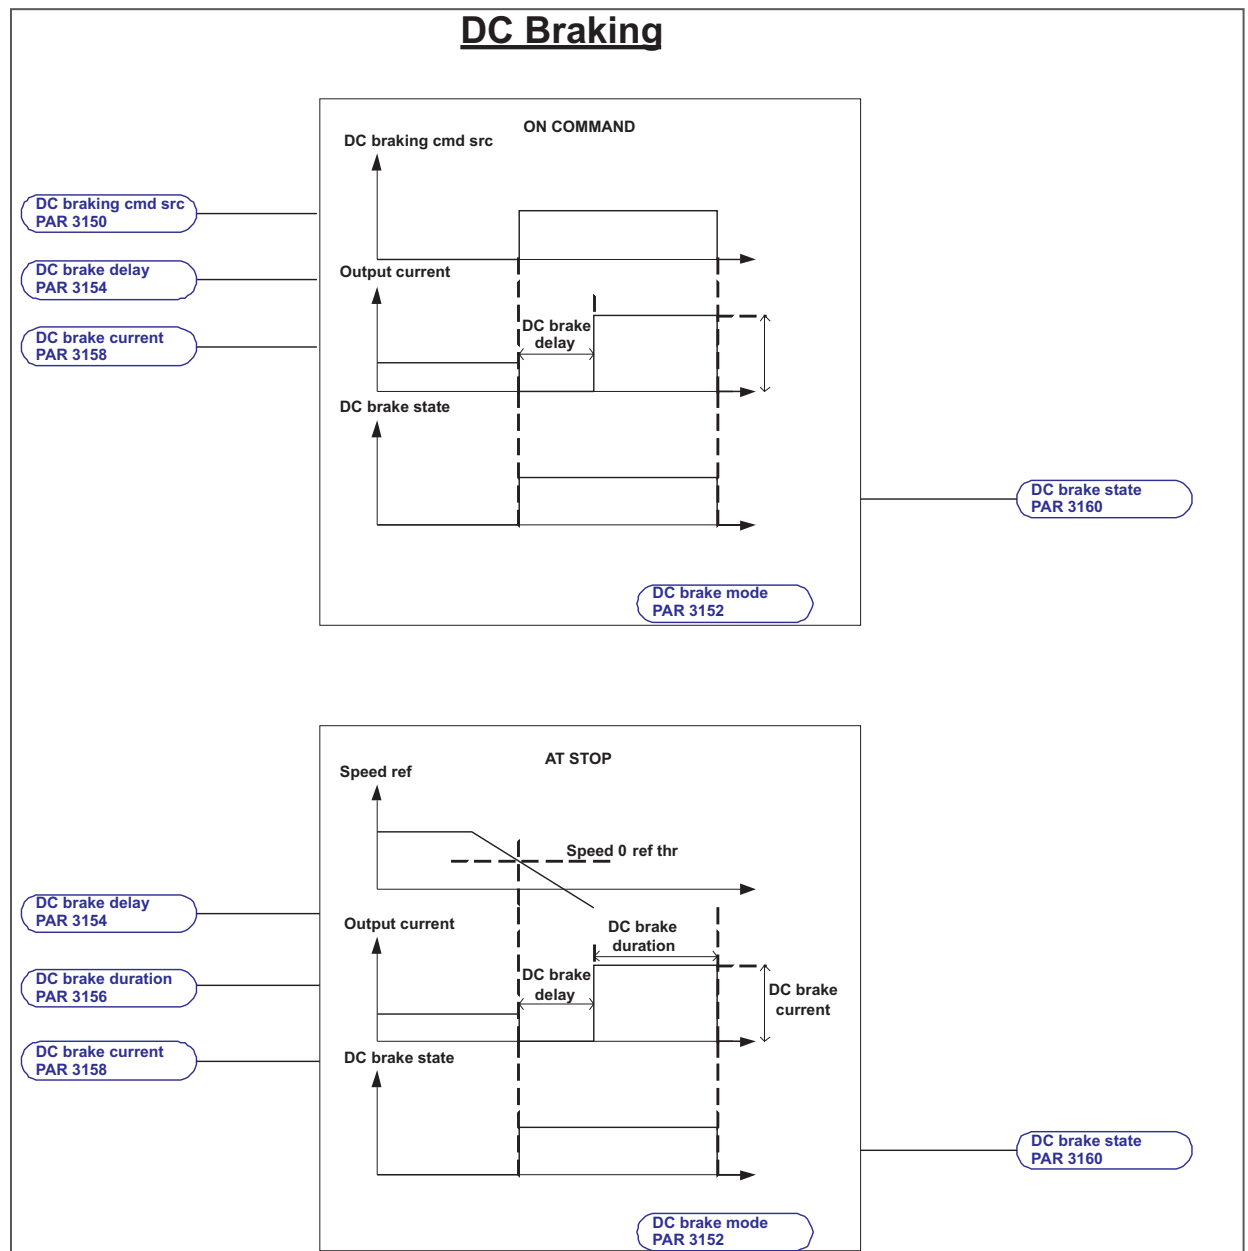 DC Braking
ON COMMAND
DC braking cmd src
DC braking cmd src
PAR 3150
DC brake delay
PAR 3154
Output current
DC brake current
PAR 3158
DC brake
delay
DC brake state
DC brake state
PAR 3160
DC brake mode
PAR 3152
AT STOP
Speed ref
Speed 0 ref thr
DC brake delay
PAR 3154
Output current
DC brake
duration
DC brake duration
PAR 3156
DC brake
delay
DC brake
current
DC brake current
PAR 3158
DC brake state
DC brake state
PAR 3160
DC brake mode
PAR 3152